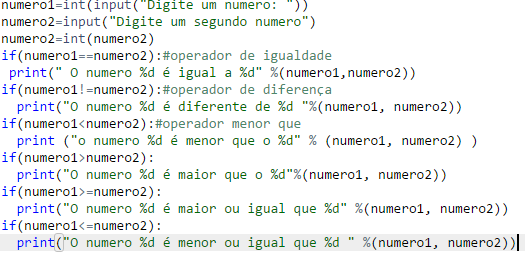 numero1=int(input("Digite um numero: "))
numero2=input("Digite um segundo numero")
numero2=int(numero2)
if(numero1==numero2):#operador de igualdade
 print(" O numero %d é igual a %d" %(numero1,numero2))
if(numero1!=numero2):#operador de diferença
  print("O numero %d é diferente de %d "%(numero1, numero2))
if(numero1<numero2):#operador menor que
  print ("o numero %d é menor que o %d" % (numero1, numero2) )
if(numero1>numero2):
  print("O numero %d é maior que o %d"%(numero1, numero2))
if(numero1>=numero2):
  print("O numero %d é maior ou igual que %d" %(numero1, numero2))
if(numero1<=numero2):
  print("O numero %d é menor ou igual que %d " %(numero1, numero2))